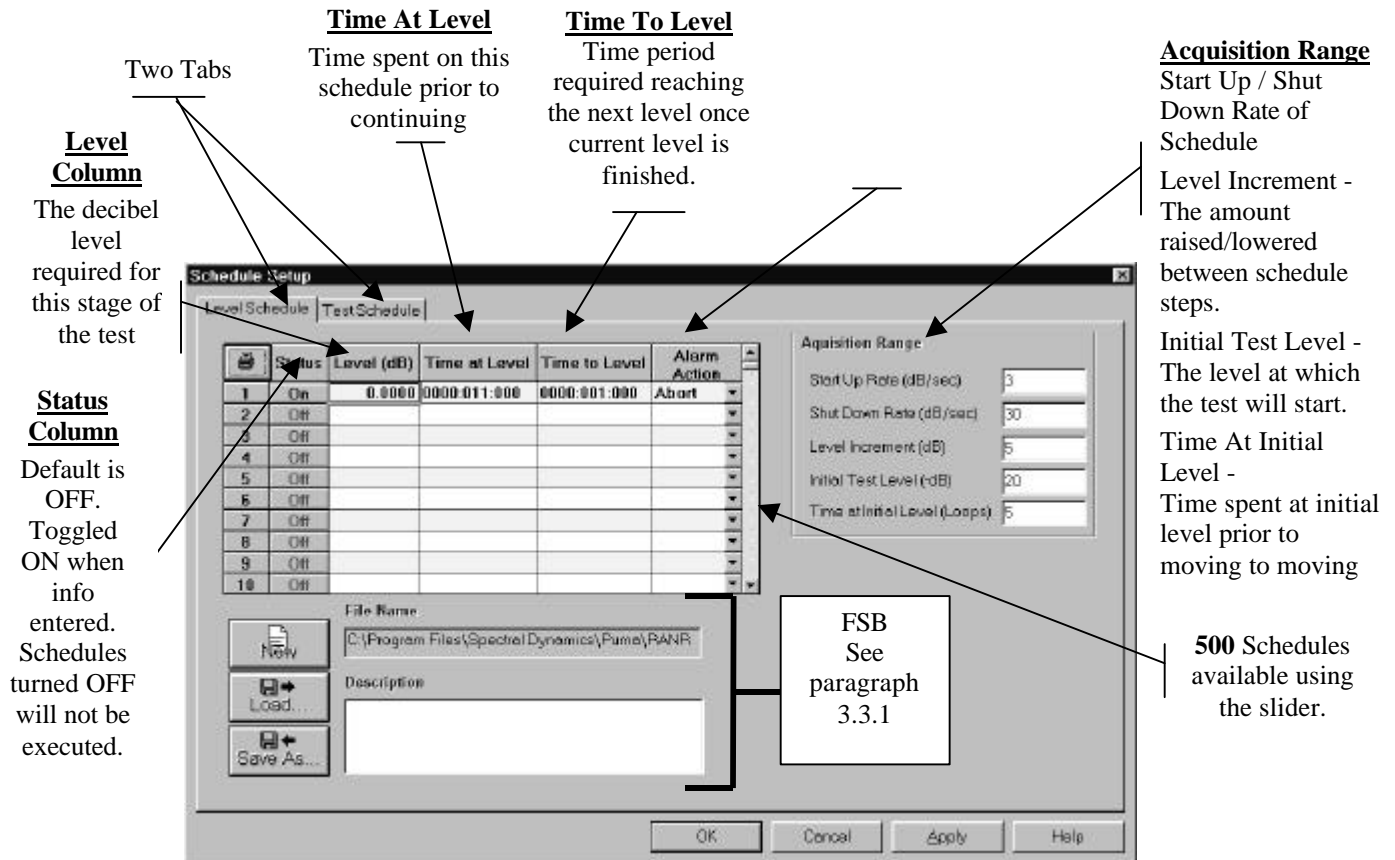 Time At Level
Time spent on this
schedule prior to
continuing
Time To Level
Time period
required reaching
the next level once
current level is
finished.
Two Tabs
Level
Column
The decibel
level
required for
this stage of
the test
Status
Column
Default is
OFF.
Toggled
ON when
info
entered.
Schedules
turned OFF
will not be
executed.
Acquisition Range
Start Up / Shut
Down Rate of
Schedule
Level Increment -
The amount
raised/lowered
between schedule
steps.
Initial Test Level -
The level at which
the test will start.
Time At Initial
Level -
Time spent at initial
level prior to
moving to moving
500 Schedules
available using
the slider.
Schedule Setup
Level Schedule Test Schedule
Status Level (dB) Time at Level Time to Level Alarm Action
1 On 0.0000 0000:011:000 0000:001:000 Abort
2 Off
3 Off
4 Off
5 Off
6 Off
7 Off
8 Off
9 Off
10 Off
Aquisition Range
Start Up Rate (dB/sec) 3
Shut Down Rate (dB/sec) 30
Level Increment (dB) 5
Initial Test Level (-dB) 20
Time at Initial Level (Loops) 5
New
Load...
Save As...
File Name
C:\Program Files\Spectral Dynamics\Puma\RANR
Description
FSB
See
paragraph
3.3.1
OK Cancel Apply Help